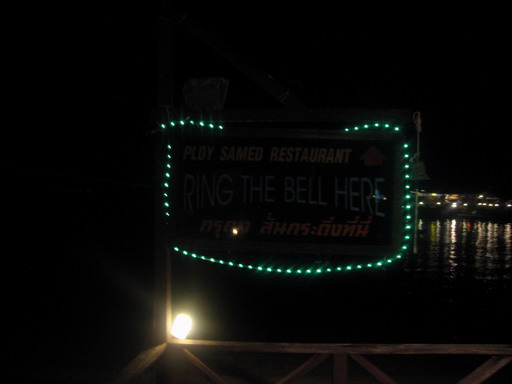 PLOY SAMED RESTAURANT
RING THE BELL HERE
กรุณา สั่นกระดิ่งที่นี่